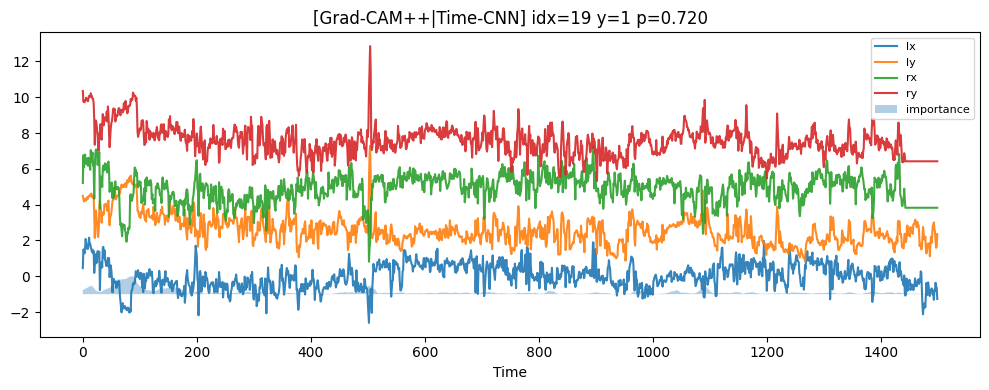 [Grad-CAM++|Time-CNN] idx=19 y=1 p=0.720
lx
ly
rx
ry
importance
12
10
8
6
4
2
0
−2
0 200 400 600 800 1000 1200 1400
Time